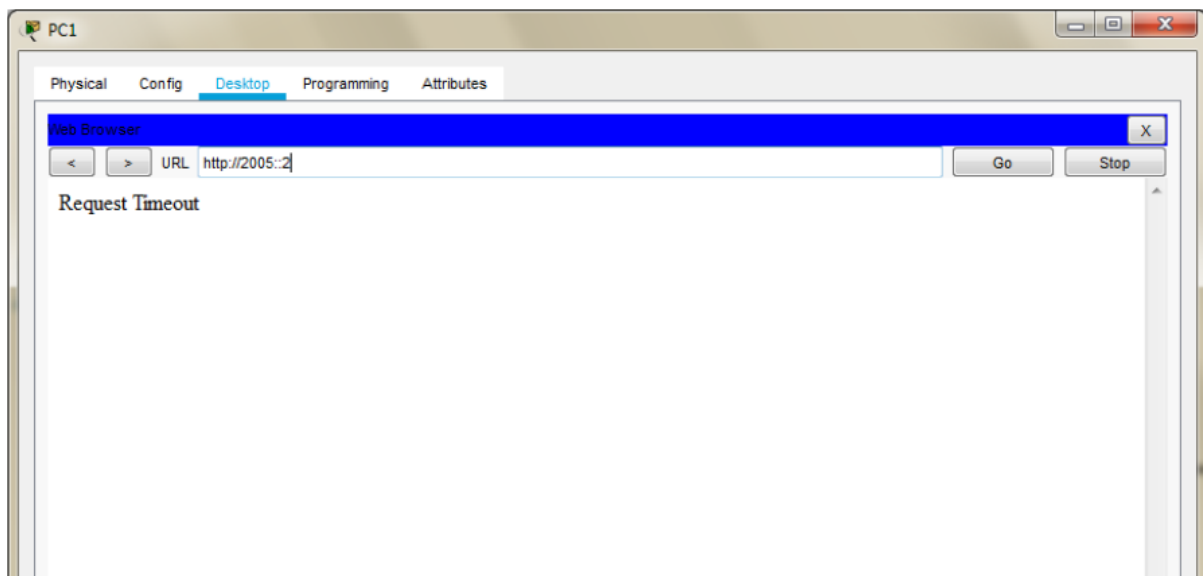 PC1
Physical Config Desktop Programming Attributes
Web Browser X
< > URL http://2005::2 Go Stop
Request Timeout